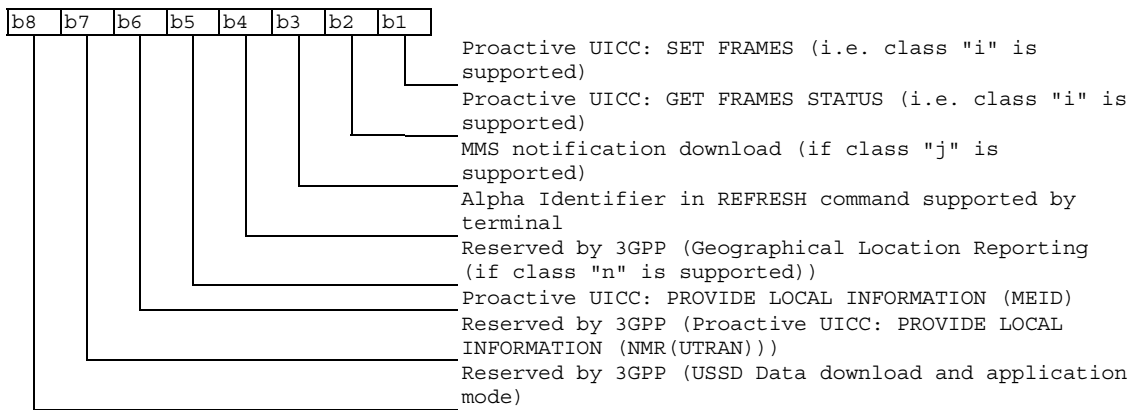 b8 b7 b6 b5 b4 b3 b2 b1
Proactive UICC: SET FRAMES (i.e. class "i" is
supported)
Proactive UICC: GET FRAMES STATUS (i.e. class "i" is
supported)
MMS notification download (if class "j" is
supported)
Alpha Identifier in REFRESH command supported by
terminal
Reserved by 3GPP (Geographical Location Reporting
(if class "n" is supported))
Proactive UICC: PROVIDE LOCAL INFORMATION (MEID)
Reserved by 3GPP (Proactive UICC: PROVIDE LOCAL
INFORMATION (NMR(UTRAN)))
Reserved by 3GPP (USSD Data download and application
mode)